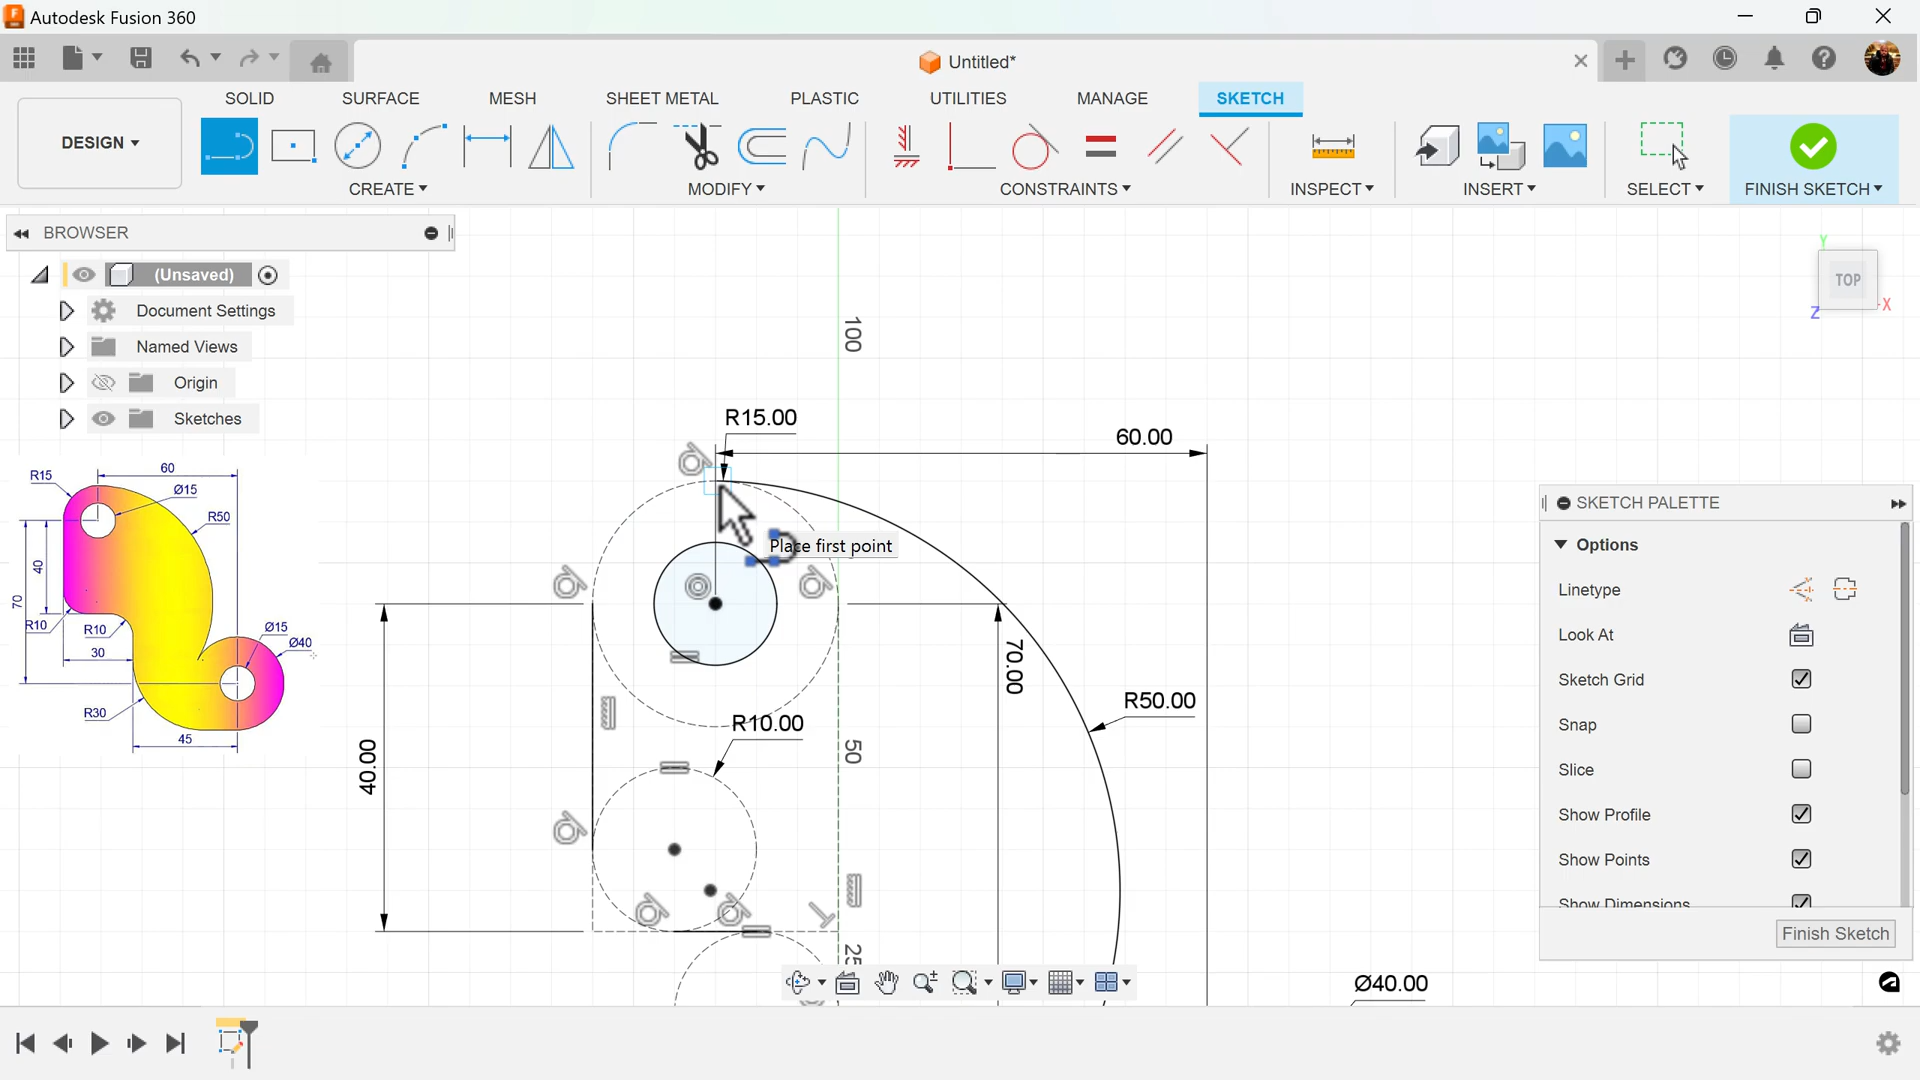 Autodesk Fusion 360
Untitled*
DESIGN
SOLID
SURFACE
MESH
SHEET METAL
PLASTIC
UTILITIES
MANAGE
SKETCH
CREATE
MODIFY
CONSTRAINTS
INSPECT
INSERT
SELECT
FINISH SKETCH
BROWSER
(Unsaved)
Document Settings
Named Views
Origin
Sketches
60
R15
Ø15
R50
40
70
R10
R10
30
Ø15
Ø40
R30
45
100
R15.00
60.00
Place first point
70.00
R50.00
R10.00
50
40.00
25
Ø40.00
Y
TOP
X
Z
SKETCH PALETTE
Options
Linetype
Look At
Sketch Grid
Snap
Slice
Show Profile
Show Points
Show Dimensions
Finish Sketch